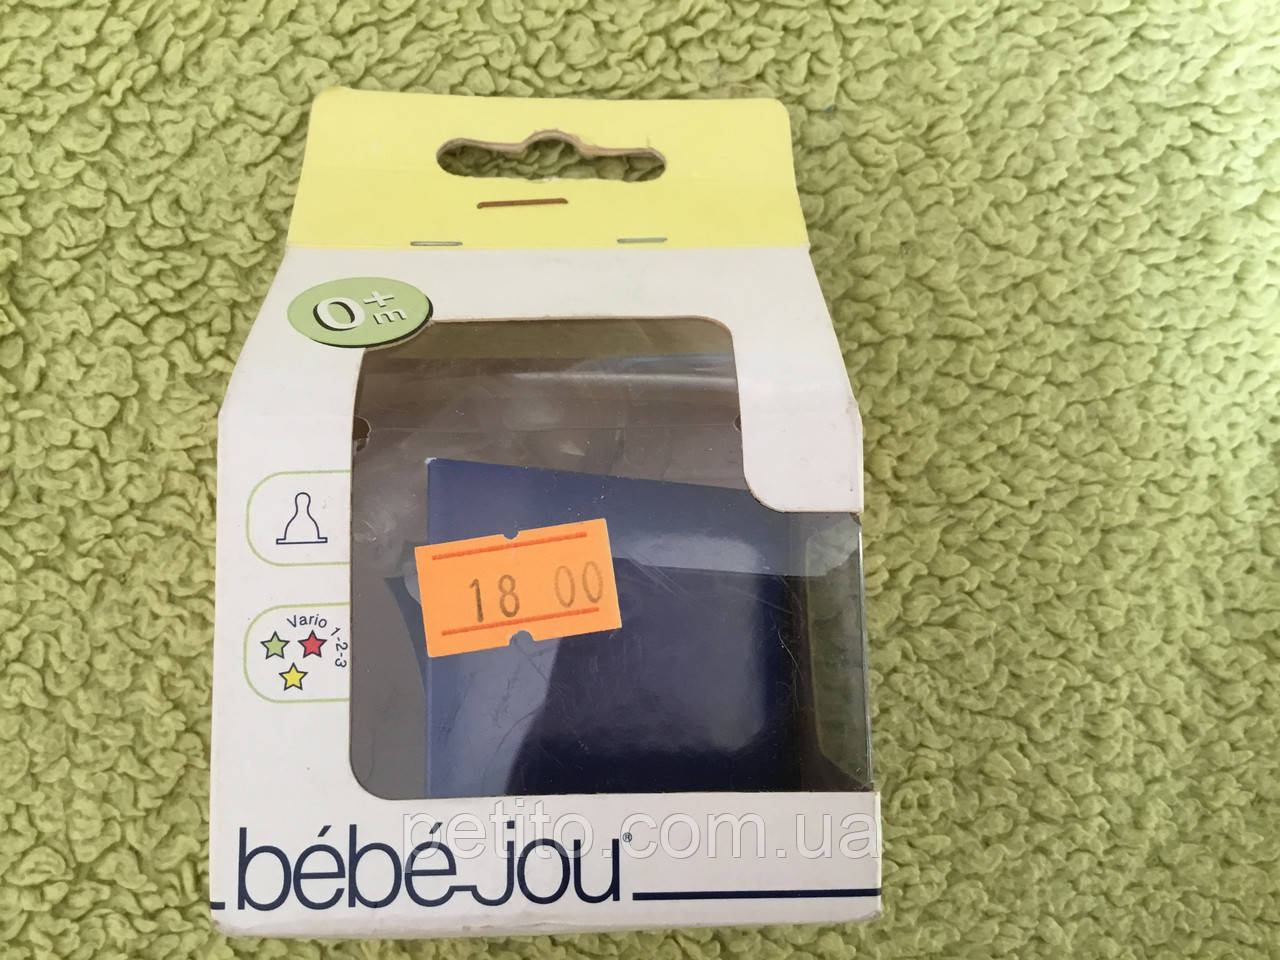 0+
m
18 00
Vario 1-2-3
petito.com.ua
bébé-jou®